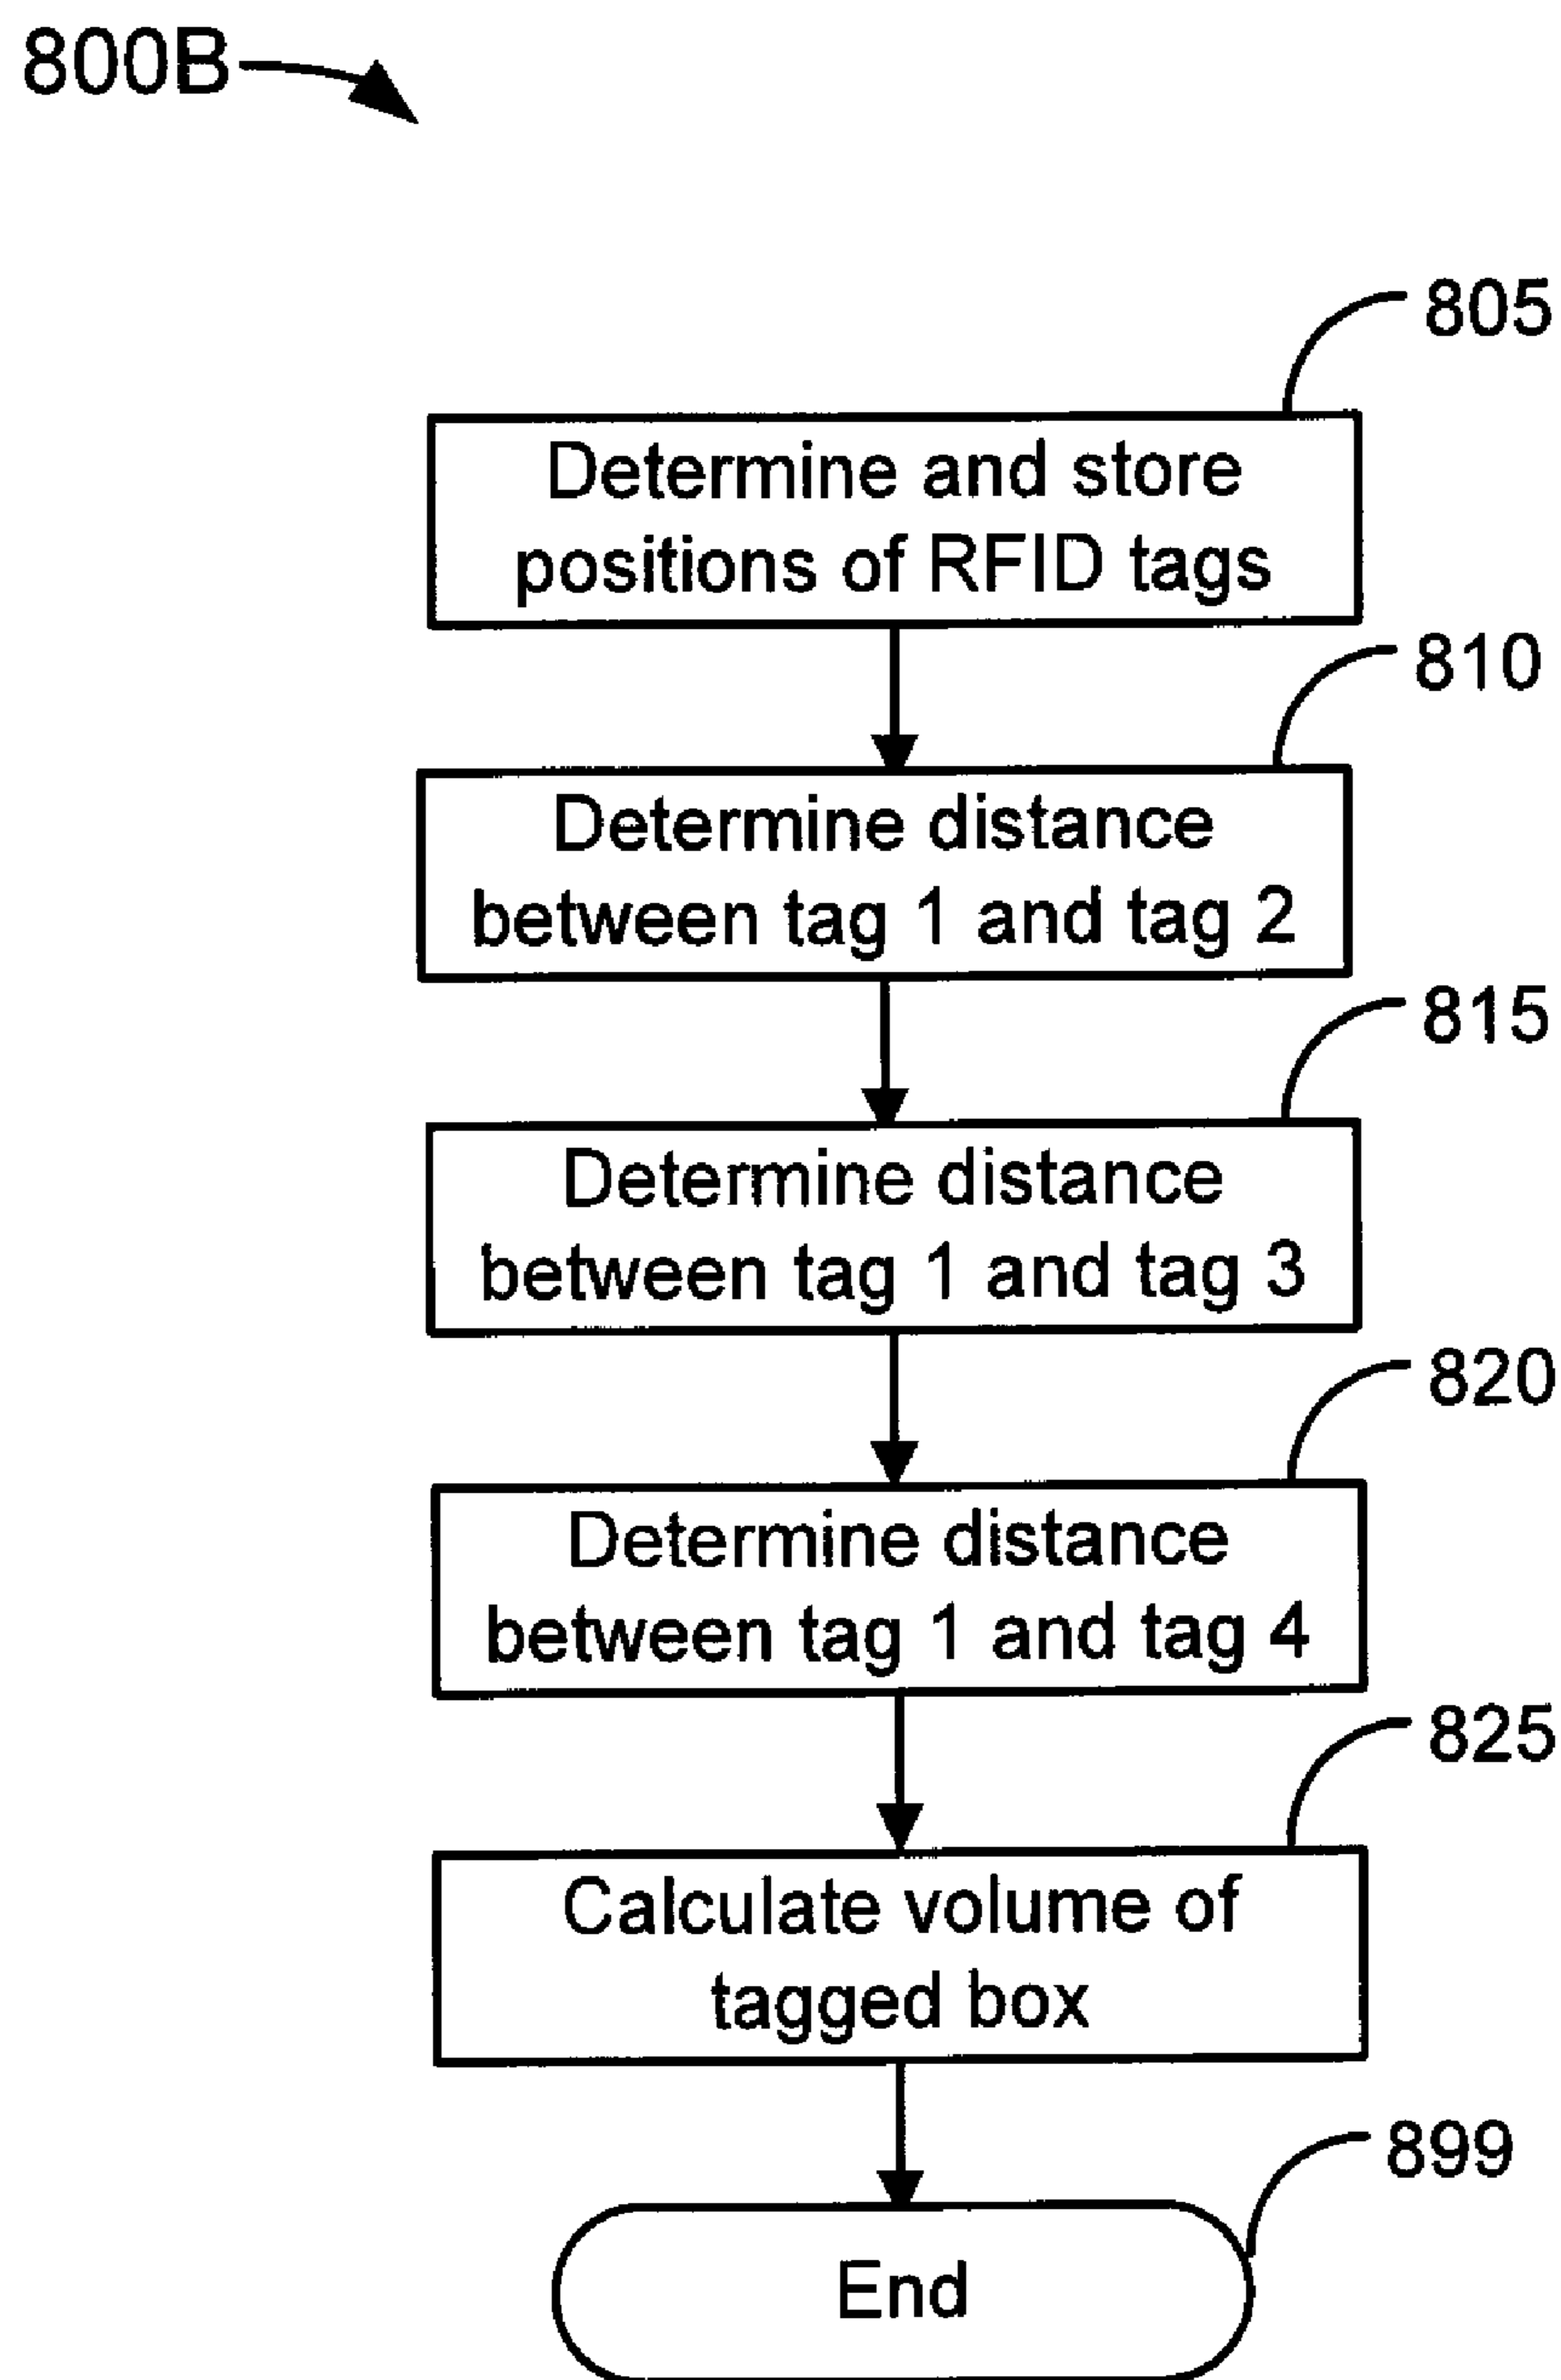 800B
805
Determine and store
positions of RFID tags
810
Determine distance
between tag 1 and tag 2
815
Determine distance
between tag 1 and tag 3
820
Determine distance
between tag 1 and tag 4
825
Calculate volume of
tagged box
899
End